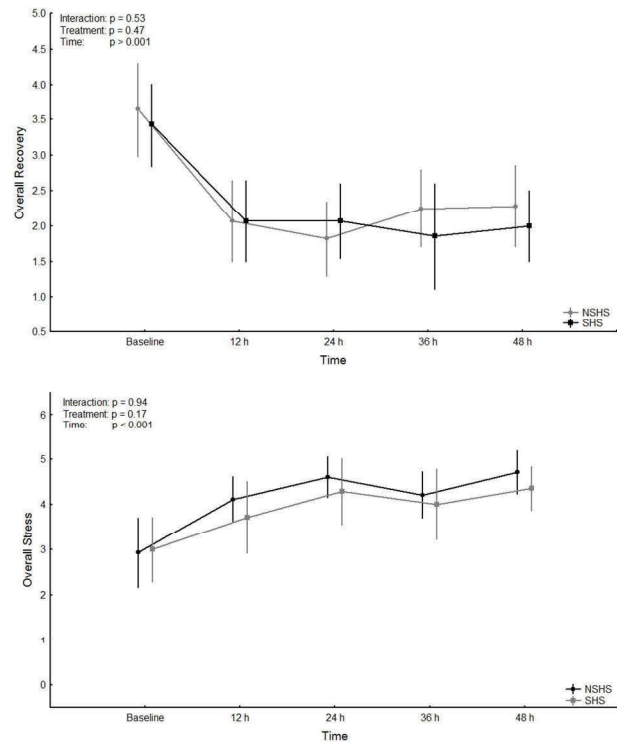 5.0
Interaction: p = 0.53
Treatment: p = 0.47
Time: p > 0.001
4.5
4.0
3.5
3.0
2.5
2.0
1.5
1.0
0.5
Overall Recovery
Baseline 12 h 24 h 36 h 48 h
Time
NSHS
SHS
Interaction: p = 0.94
Treatment: p = 0.17
Time: p < 0.001
6
5
4
3
2
1
0
Overall Stress
Baseline 12 h 24 h 36 h 48 h
Time
NSHS
SHS